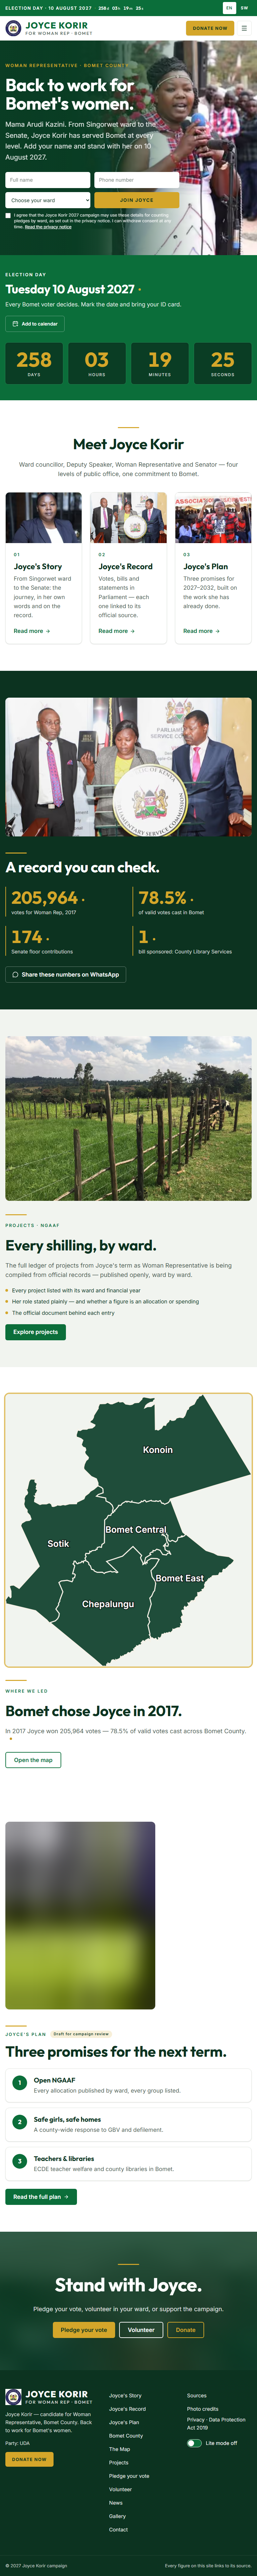 ELECTION DAY · 10 AUGUST 2027 258d 03h 19m 25s EN SW
JOYCE KORIR
FOR WOMAN REP · BOMET
DONATE NOW
WOMAN REPRESENTATIVE · BOMET COUNTY
Back to work for
Bomet's women.
Mama Arudi Kazini. From Singorwet ward to
the Senate, Joyce Korir has served Bomet at every
level. Add your name and stand with her on 10
August 2027.
Full name Phone number
Choose your ward JOIN JOYCE
I agree that the Joyce Korir 2027 campaign may use these details for counting
pledges by ward, as set out in the privacy notice. I can withdraw consent at any
time. Read the privacy notice
ELECTION DAY
Tuesday 10 August 2027
Every Bomet voter decides. Mark the date and bring your ID card.
Add to calendar
258 03 19 25
DAYS HOURS MINUTES SECONDS
Meet Joyce Korir
Ward councillor, Deputy Speaker, Woman Representative and Senator — four
levels of public office, one commitment to Bomet.
01
Joyce's Story
From Singorwet ward
to the Senate: the
journey, in her own
words and on the
record.
Read more →
02
Joyce's Record
Votes, bills and
statements in
Parliament — each
one linked to its
official source.
Read more →
03
Joyce's Plan
Three promises for
2027–2032, built on
the work she has
already done.
Read more →
A record you can check.
205,964
votes for Woman Rep, 2017
78.5%
of valid votes cast in Bomet
174
Senate floor contributions
1
bill sponsored: County Library Services
Share these numbers on WhatsApp
PROJECTS · NGAAF
Every shilling, by ward.
The full ledger of projects from Joyce's term as Woman Representative is being
compiled from official records — published openly, ward by ward.
Every project listed with its ward and financial year
Her role stated plainly — and whether a figure is an allocation or spending
The official document behind each entry
Explore projects
Konoin
Bomet Central
Sotik
Bomet East
Chepalungu
WHERE WE LED
Bomet chose Joyce in 2017.
In 2017 Joyce won 205,964 votes — 78.5% of valid votes cast across Bomet County.
Open the map
JOYCE'S PLAN Draft for campaign review
Three promises for the next term.
1 Open NGAAF
Every allocation published by ward, every group listed.
2 Safe girls, safe homes
A county-wide response to GBV and defilement.
3 Teachers & libraries
ECDE teacher welfare and county libraries in Bomet.
Read the full plan →
Stand with Joyce.
Pledge your vote, volunteer in your ward, or support the campaign.
Pledge your vote Volunteer Donate
JOYCE KORIR
FOR WOMAN REP · BOMET
Joyce Korir — candidate for Woman
Representative, Bomet County. Back
to work for Bomet's women.
Party: UDA
DONATE NOW
Joyce's Story
Joyce's Record
Joyce's Plan
Bomet County
The Map
Projects
Pledge your vote
Volunteer
News
Gallery
Contact
Sources
Photo credits
Privacy · Data Protection
Act 2019
Lite mode off
© 2027 Joyce Korir campaign
Every figure on this site links to its source.